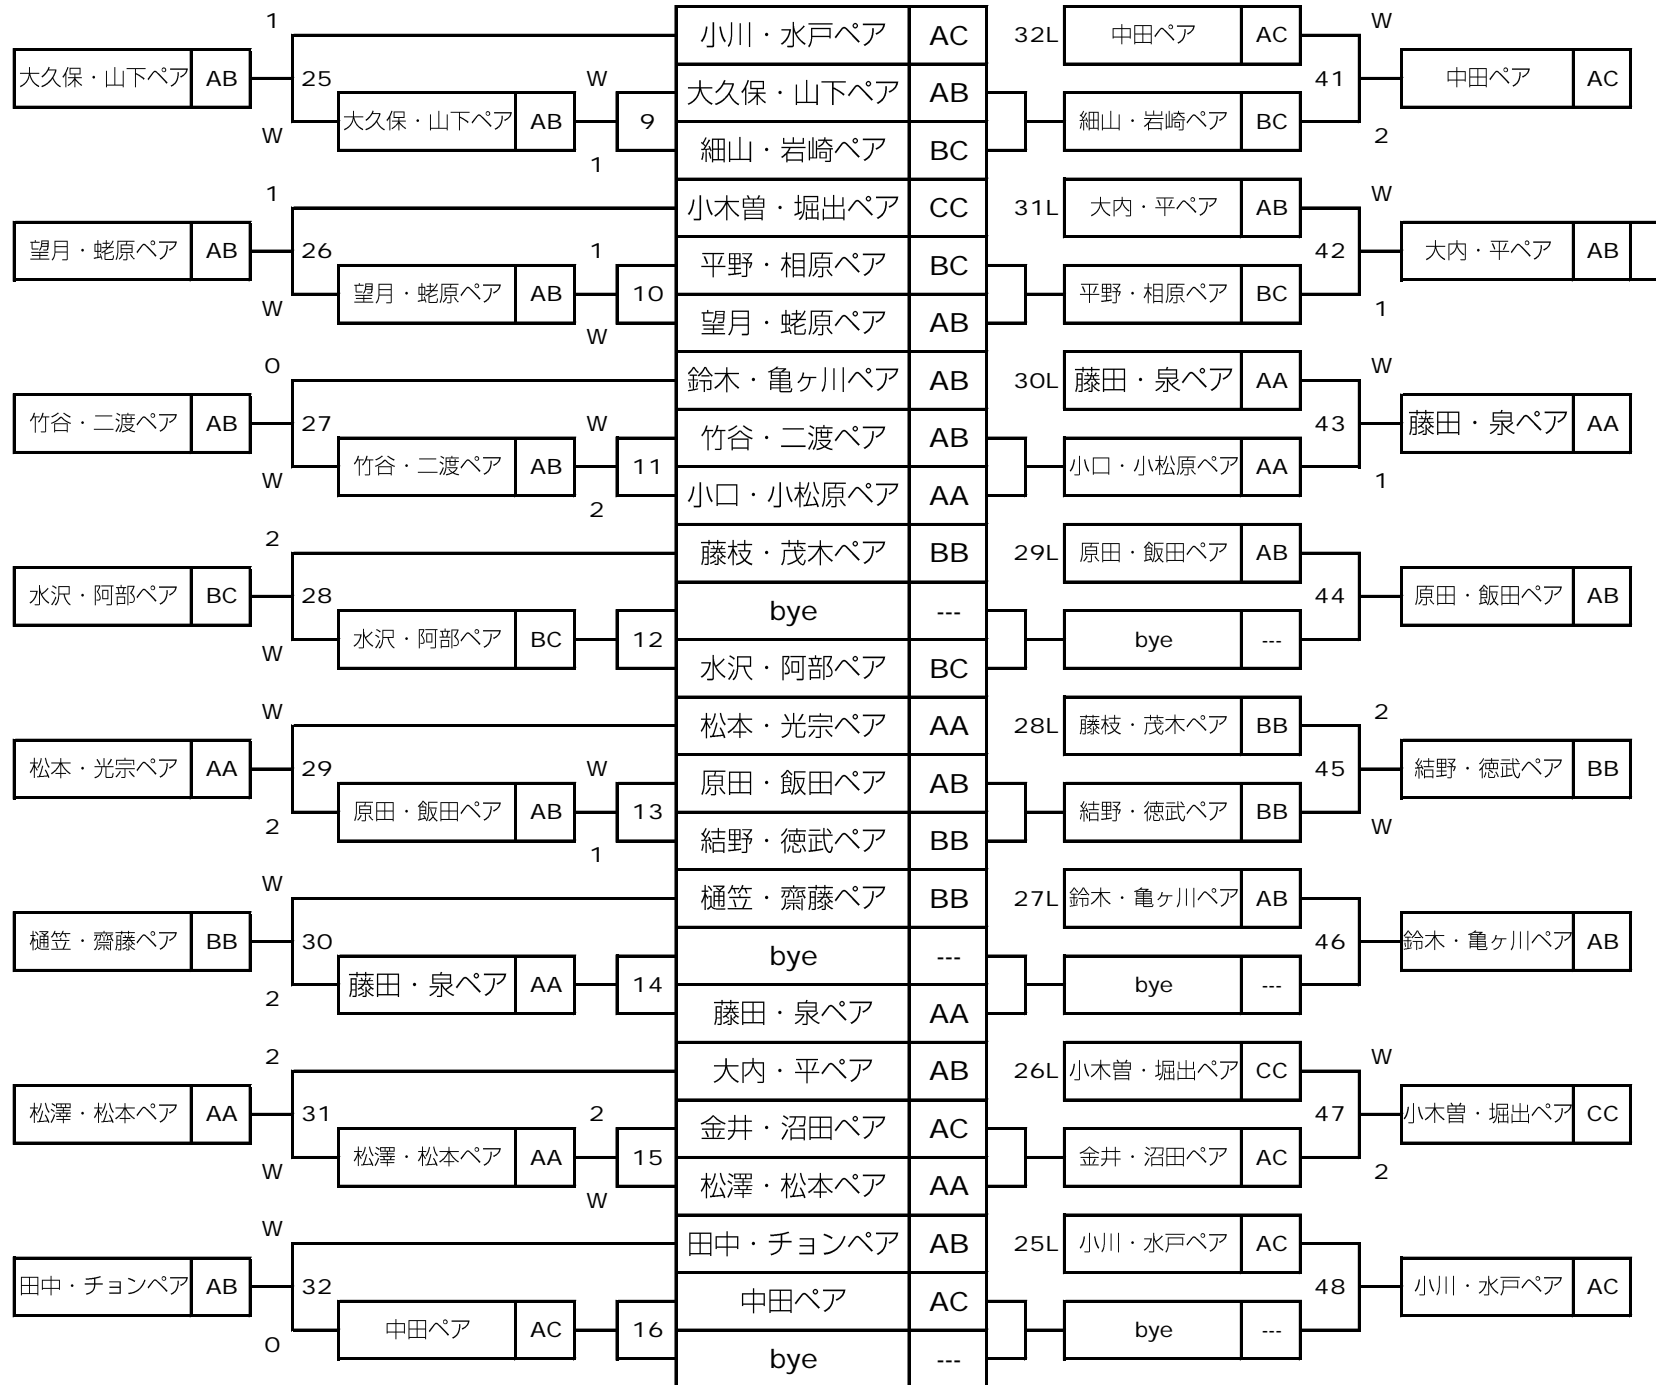 1 小川・水戸ペア AC 32L 中田ペア AC W
大久保・山下ペア AB 25 W 大久保・山下ペア AB 41 中田ペア AC
W 大久保・山下ペア AB 9 細山・岩崎ペア BC 2
1 細山・岩崎ペア BC
1 小木曽・堀出ペア CC 31L 大内・平ペア AB W
望月・蛯原ペア AB 26 1 平野・相原ペア BC 42 大内・平ペア AB
W 望月・蛯原ペア AB 10 平野・相原ペア BC 1
W 望月・蛯原ペア AB
0 鈴木・亀ヶ川ペア AB 30L 藤田・泉ペア AA W
竹谷・二渡ペア AB 27 W 竹谷・二渡ペア AB 43 藤田・泉ペア AA
W 竹谷・二渡ペア AB 11 小口・小松原ペア AA 1
2 小口・小松原ペア AA
2 藤枝・茂木ペア BB 29L 原田・飯田ペア AB
水沢・阿部ペア BC 28 bye --- 44 原田・飯田ペア AB
W 水沢・阿部ペア BC 12 bye ---
水沢・阿部ペア BC
W 松本・光宗ペア AA 28L 藤枝・茂木ペア BB 2
松本・光宗ペア AA 29 W 原田・飯田ペア AB 45 結野・徳武ペア BB
2 原田・飯田ペア AB 13 結野・徳武ペア BB W
1 結野・徳武ペア BB
W 樋笠・齋藤ペア BB 27L 鈴木・亀ヶ川ペア AB
樋笠・齋藤ペア BB 30 bye --- 46 鈴木・亀ヶ川ペア AB
2 藤田・泉ペア AA 14 bye ---
藤田・泉ペア AA
2 大内・平ペア AB 26L 小木曽・堀出ペア CC W
松澤・松本ペア AA 31 2 金井・沼田ペア AC 47 小木曽・堀出ペア CC
W 松澤・松本ペア AA 15 金井・沼田ペア AC 2
W 松澤・松本ペア AA
W 田中・チョンペア AB 25L 小川・水戸ペア AC
田中・チョンペア AB 32 中田ペア AC 48 小川・水戸ペア AC
0 中田ペア AC 16 bye ---
bye ---